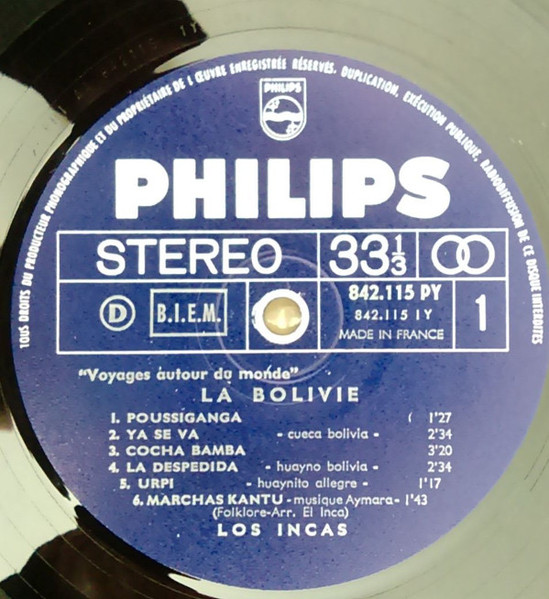 TOUS DROITS DU PRODUCTEUR PHONOGRAPHIQUE ET DU PROPRIÉTAIRE DE L'ŒUVRE ENREGISTRÉE RÉSERVÉS. DUPLICATION, EXÉCUTION PUBLIQUE, RADIODIFFUSION DE CE DISQUE INTERDITES
PHILIPS
PHILIPS
STEREO 33 1/3
D B.I.E.M. 842.115 PY 1
842.115 1Y
MADE IN FRANCE
"Voyages autour du monde"
LA BOLIVIE
1. POUSSIGANGA ( 1'27
2. YA SE VA - cueca bolivia - 2'34
3. COCHA BAMBA 3'20
4. LA DESPEDIDA - huayno bolivia - 2'34
5. URPI - huaynito allegre - 1'17
6. MARCHAS KANTU - musique Aymara - 1'43
(Folklore-Arr. El Inca)
LOS INCAS